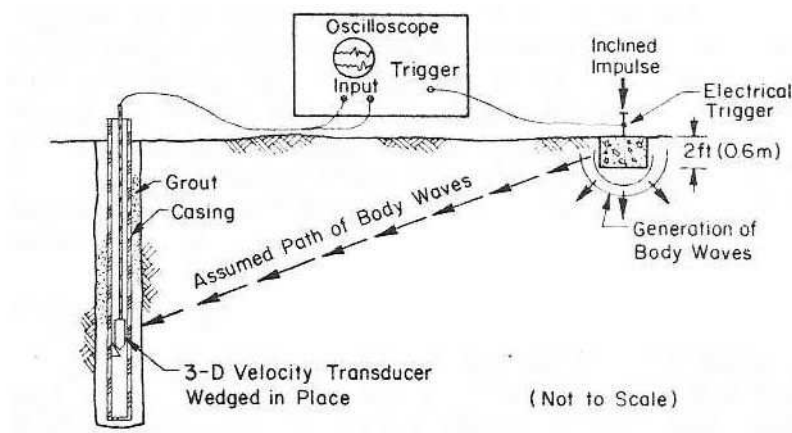 Oscilloscope
Input
Trigger
Inclined
Impulse
Electrical
Trigger
2ft (0.6m)
Grout
Casing
Assumed Path of Body Waves
Generation of
Body Waves
3-D Velocity Transducer
Wedged in Place
(Not to Scale)